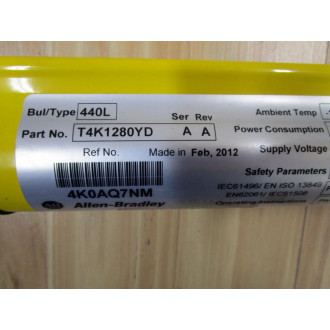 Bul/Type 440L
Ser Rev
Part No. T4K1280YD A A
Ref No. Made in Feb, 2012
4K0AQ7NM
Allen-Bradley
Ambient Temp
Power Consumption
Supply Voltage
Safety Parameters
IEC61496/ EN ISO 13849
EN62061/ IEC61508